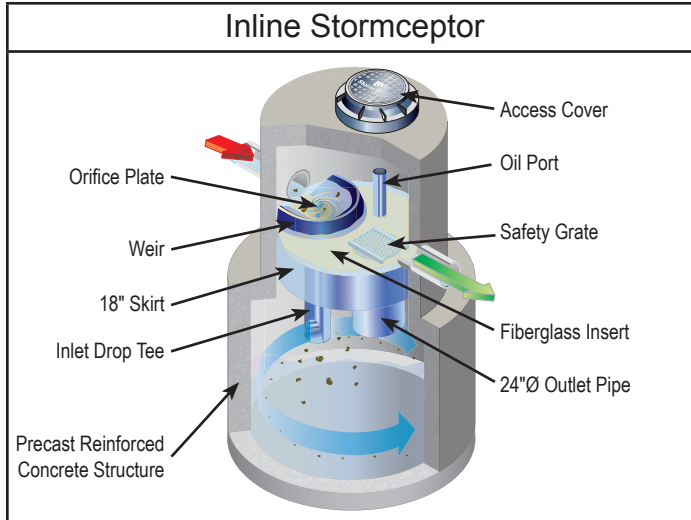 Inline Stormceptor
Access Cover
Oil Port
Orifice Plate
Safety Grate
Weir
18" Skirt
Fiberglass Insert
Inlet Drop Tee
24"Ø Outlet Pipe
Precast Reinforced
Concrete Structure